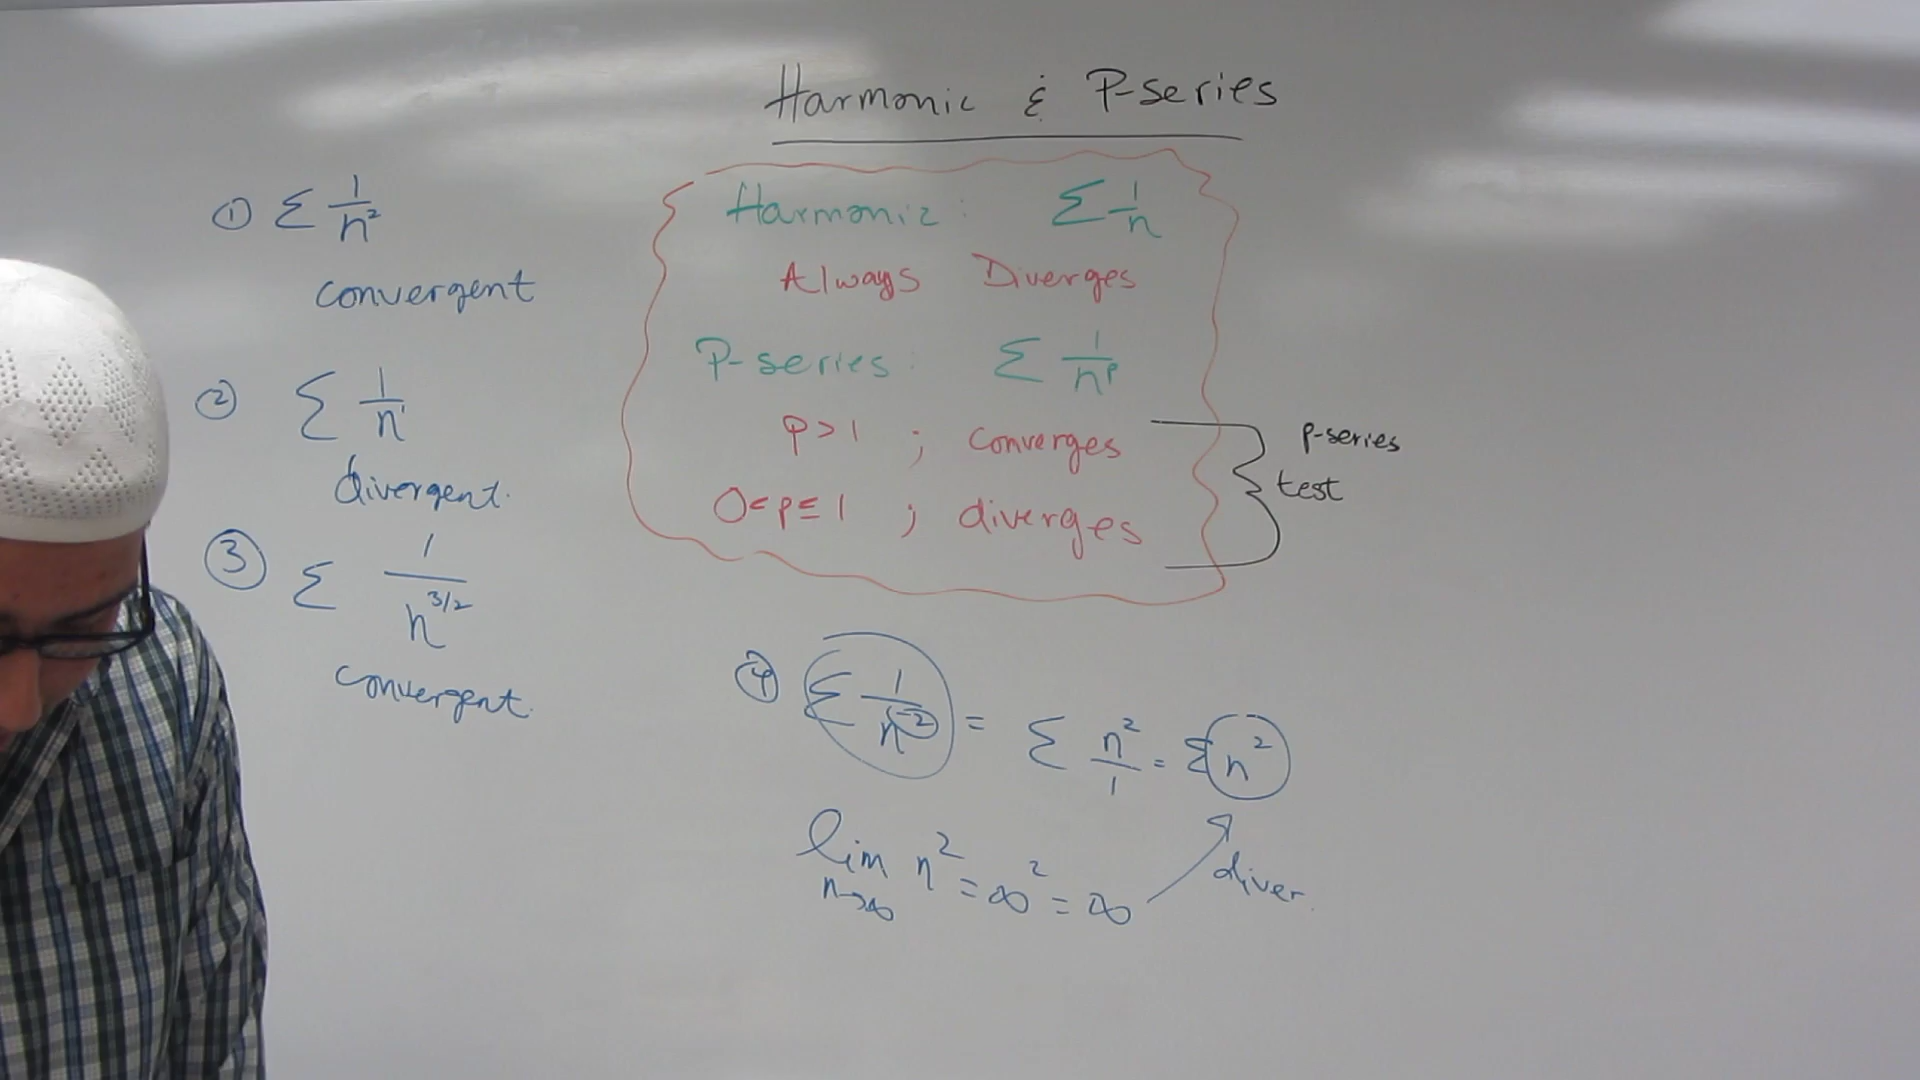 Harmonic & P-series
① Σ 1/n²
convergent
② Σ 1/n¹
divergent.
③ Σ 1/n^(3/2)
convergent.
Harmonic: Σ 1/n
Always Diverges
P-series: Σ 1/n^p
p>1 ; converges
0<p≤1 ; diverges
p-series
test
④ Σ 1/n^(-2) = Σ n²/1 = Σ n²
lim n→∞ n² = ∞² = ∞
diver.